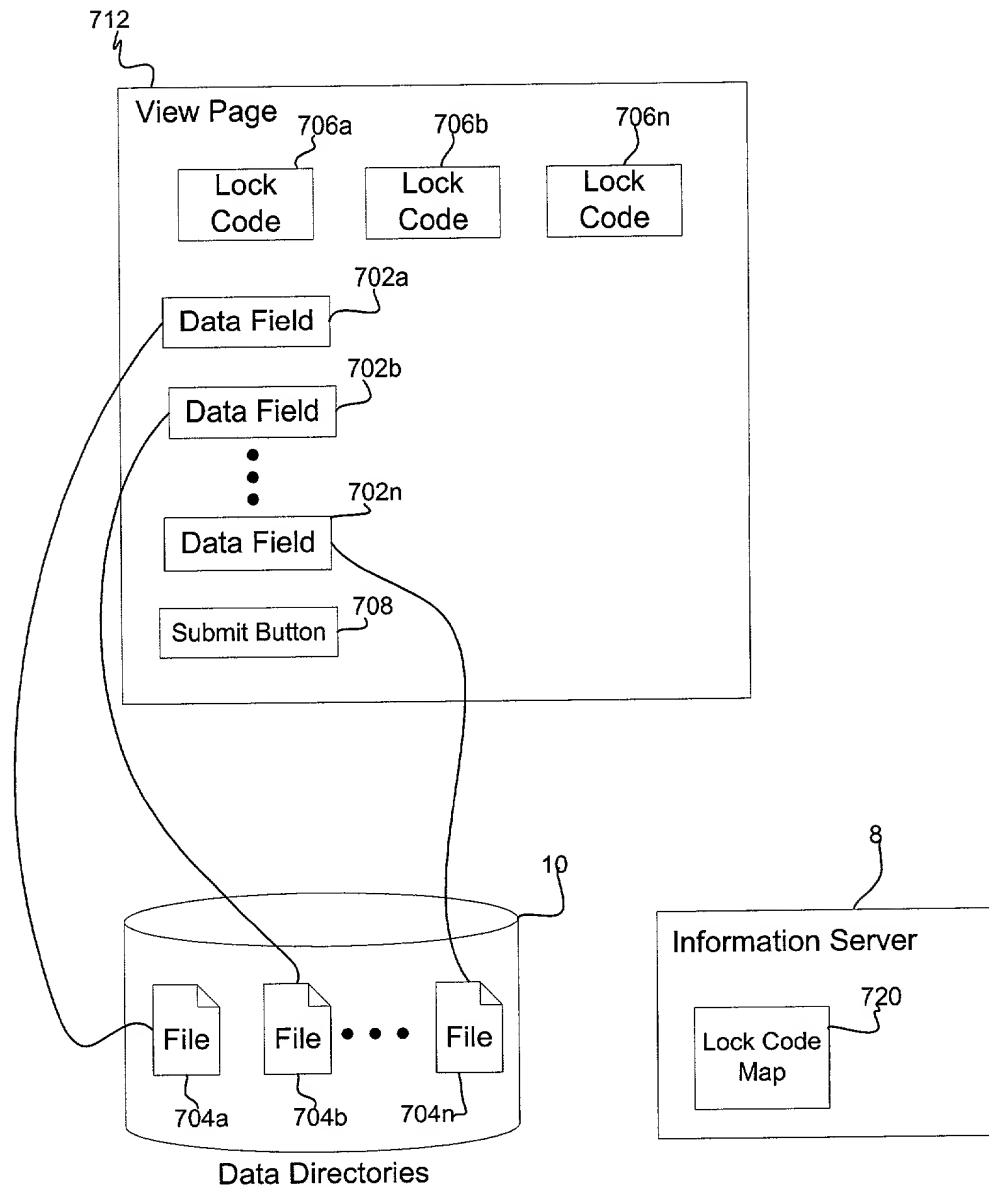 712
View Page
706a
706b
706n
Lock
Code
Lock
Code
Lock
Code
702a
Data Field
702b
Data Field
702n
Data Field
708
Submit Button
10
8
Information Server
720
Lock Code
Map
File
File
File
704a
704b
704n
Data Directories